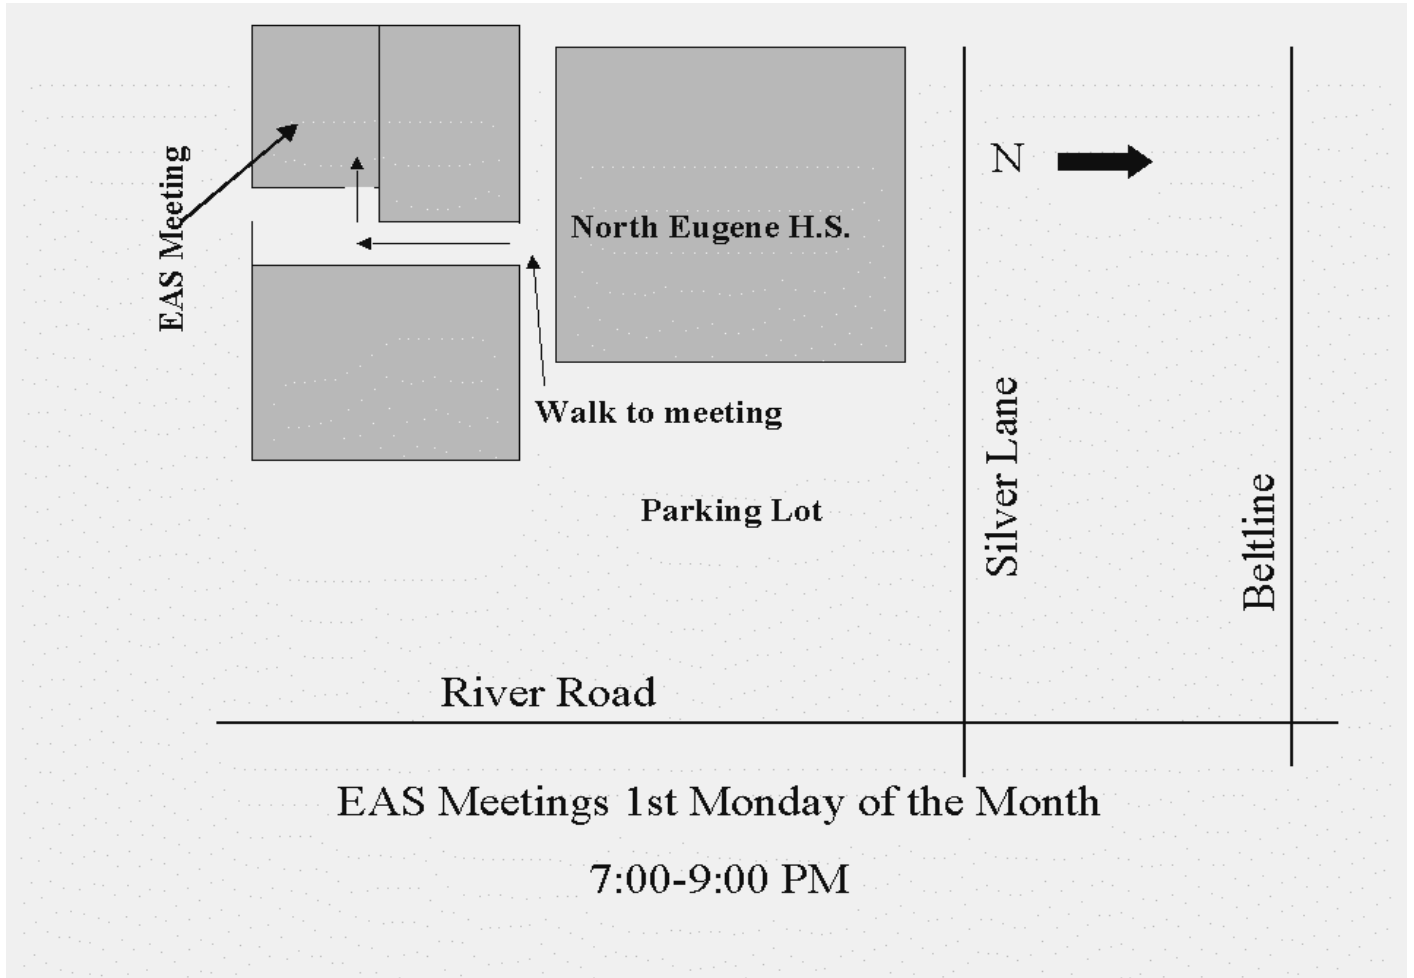 N
EAS Meeting
North Eugene H.S.
Walk to meeting
Parking Lot
Silver Lane
Beltline
River Road
EAS Meetings 1st Monday of the Month
7:00-9:00 PM